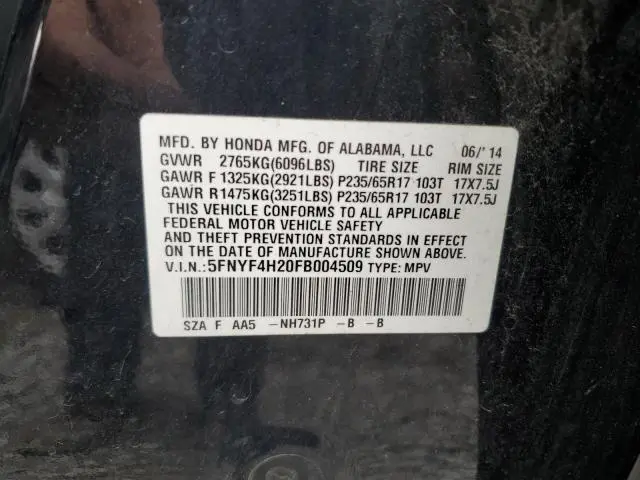 MFD. BY HONDA MFG. OF ALABAMA, LLC 06/'14
GVWR 2765KG(6096LBS) TIRE SIZE RIM SIZE
GAWR F 1325KG(2921LBS) P235/65R17 103T 17X7.5J
GAWR R1475KG(3251LBS) P235/65R17 103T 17X7.5J
THIS VEHICLE CONFORMS TO ALL APPLICABLE
FEDERAL MOTOR VEHICLE SAFETY
AND THEFT PREVENTION STANDARDS IN EFFECT
ON THE DATE OF MANUFACTURE SHOWN ABOVE.
V.I.N.:5FNYF4H20FB004509 TYPE: MPV
SZA F AA5 -NH731P -B -B